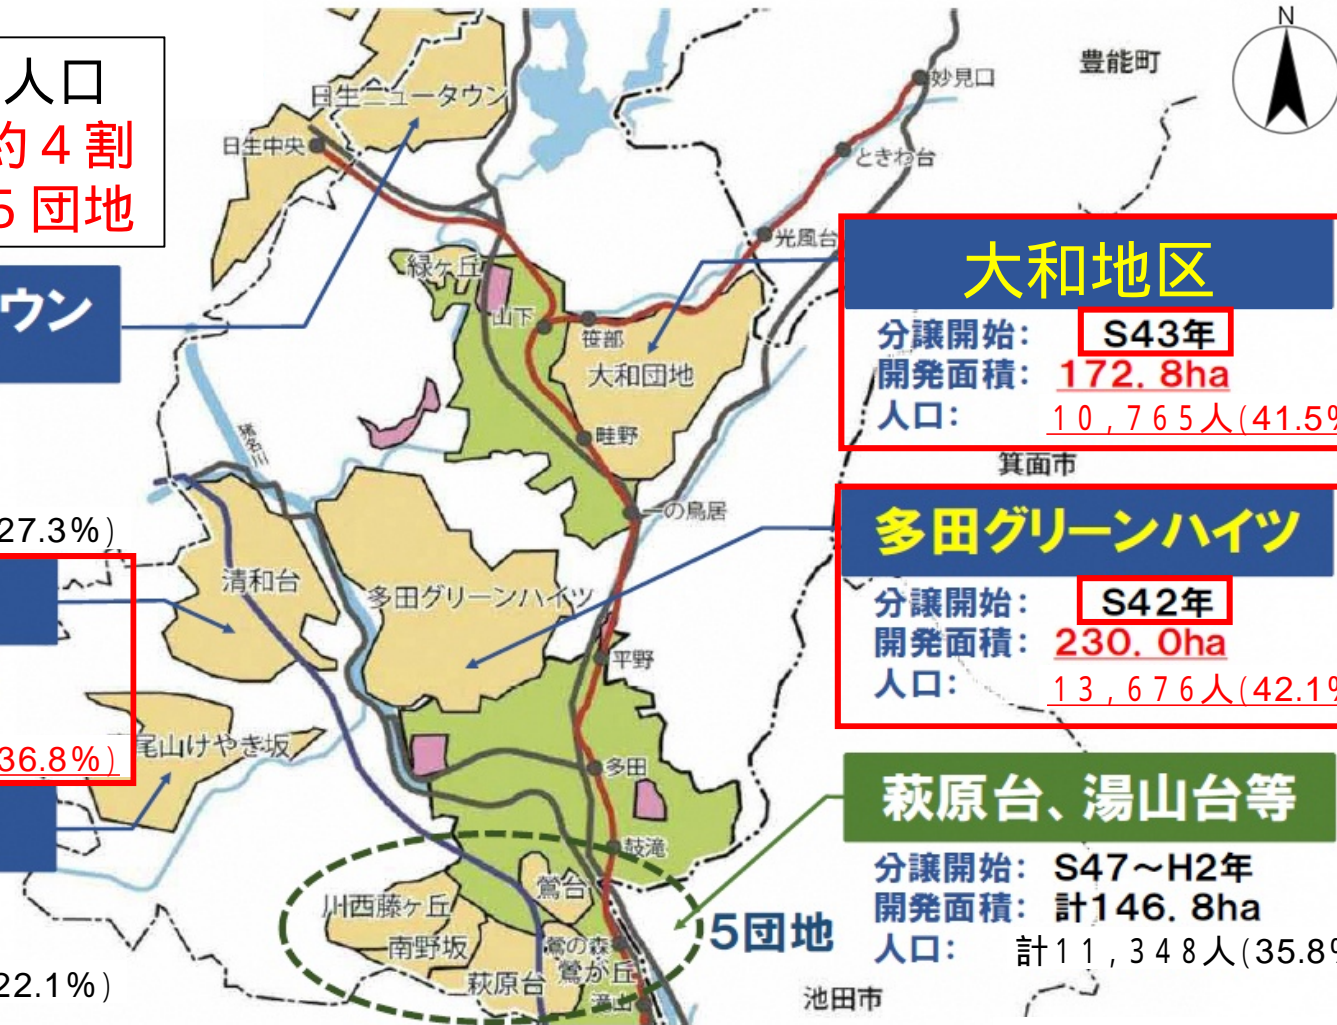 人口
約４割
５団地
N
豊能町
妙見口
日生ニュータウン
日生中央
ときわ台
光風台
大和地区
分譲開始： S43年
開発面積： 172. 8ha
人口： 10,765人(41.5%
ウン
緑ヶ丘
山下
笹部
大和団地
畦野
猪名川
箕面市
一の鳥居
多田グリーンハイツ
分譲開始： S42年
開発面積： 230. 0ha
人口： 13,676人(42.1%
27.3%)
清和台
多田グリーンハイツ
平野
36.8%)
尾山けやき坂
多田
鼓滝
萩原台、湯山台等
分譲開始： S47～H2年
開発面積： 計146. 8ha
人口： 計11,348人(35.8%
鶯台
川西藤ヶ丘
南野坂
鶯の森
鶯が丘
萩原台
滝山
5団地
22.1%)
池田市